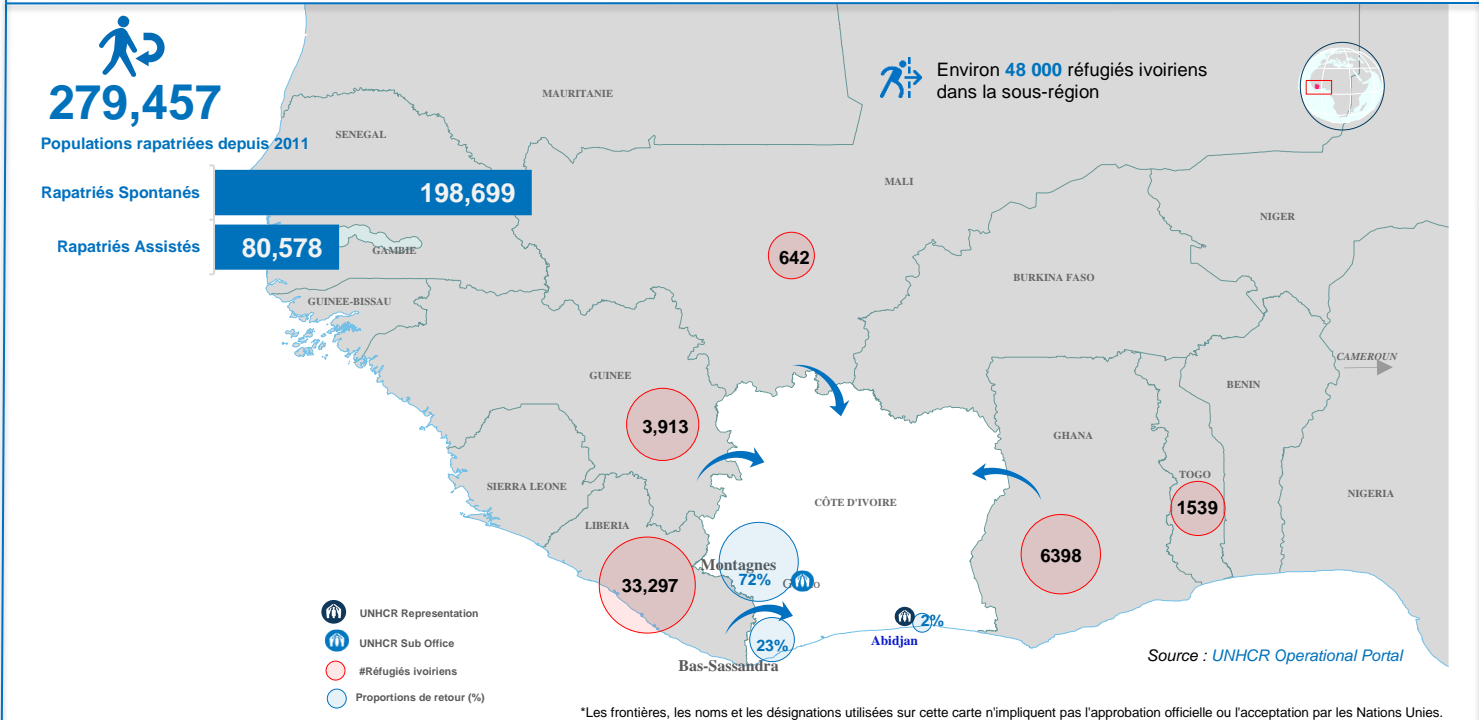 279,457
Populations rapatriées depuis 2011
Rapatriés Spontanés
198,699
Rapatriés Assistés
80,578
Environ 48 000 réfugiés ivoiriens
dans la sous-région
MAURITANIE
SENEGAL
MALI
NIGER
GAMBIE
642
BURKINA FASO
GUINEE-BISSAU
CAMEROUN
GUINEE
BENIN
3,913
GHANA
TOGO
SIERRA LEONE
NIGERIA
CÔTE D'IVOIRE
1539
LIBERIA
6398
Montagnes
72%
33,297
2%
Abidjan
23%
Bas-Sassandra
UNHCR Representation
UNHCR Sub Office
#Réfugiés ivoiriens
Proportions de retour (%)
Source : UNHCR Operational Portal
*Les frontières, les noms et les désignations utilisées sur cette carte n'impliquent pas l'approbation officielle ou l'acceptation par les Nations Unies.